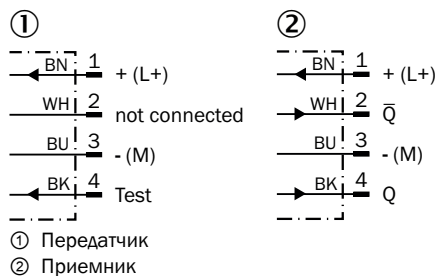 ① ②
BN 1 + (L+)
WH 2 not connected
BU 3 - (M)
BK 4 Test
BN 1 + (L+)
WH 2 Q̅
BU 3 - (M)
BK 4 Q
① Передатчик
② Приемник